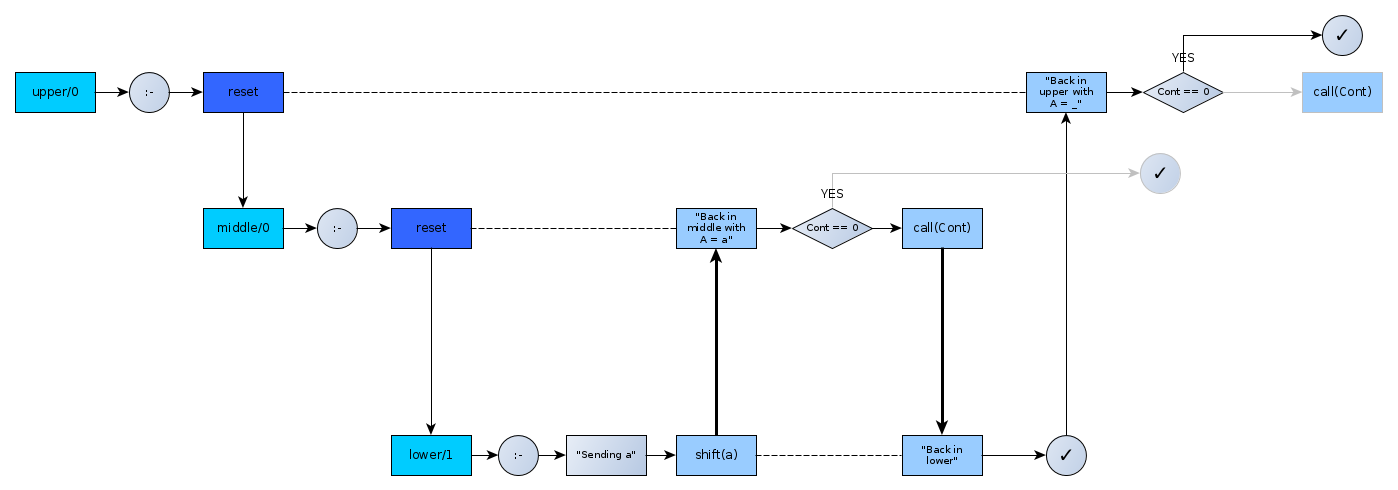 ✓
YES
upper/0
:-
reset
"Back in
upper with
A = _"
Cont == 0
call(Cont)
✓
YES
middle/0
:-
reset
"Back in
middle with
A = a"
Cont == 0
call(Cont)
lower/1
:-
"Sending a"
shift(a)
"Back in
lower"
✓